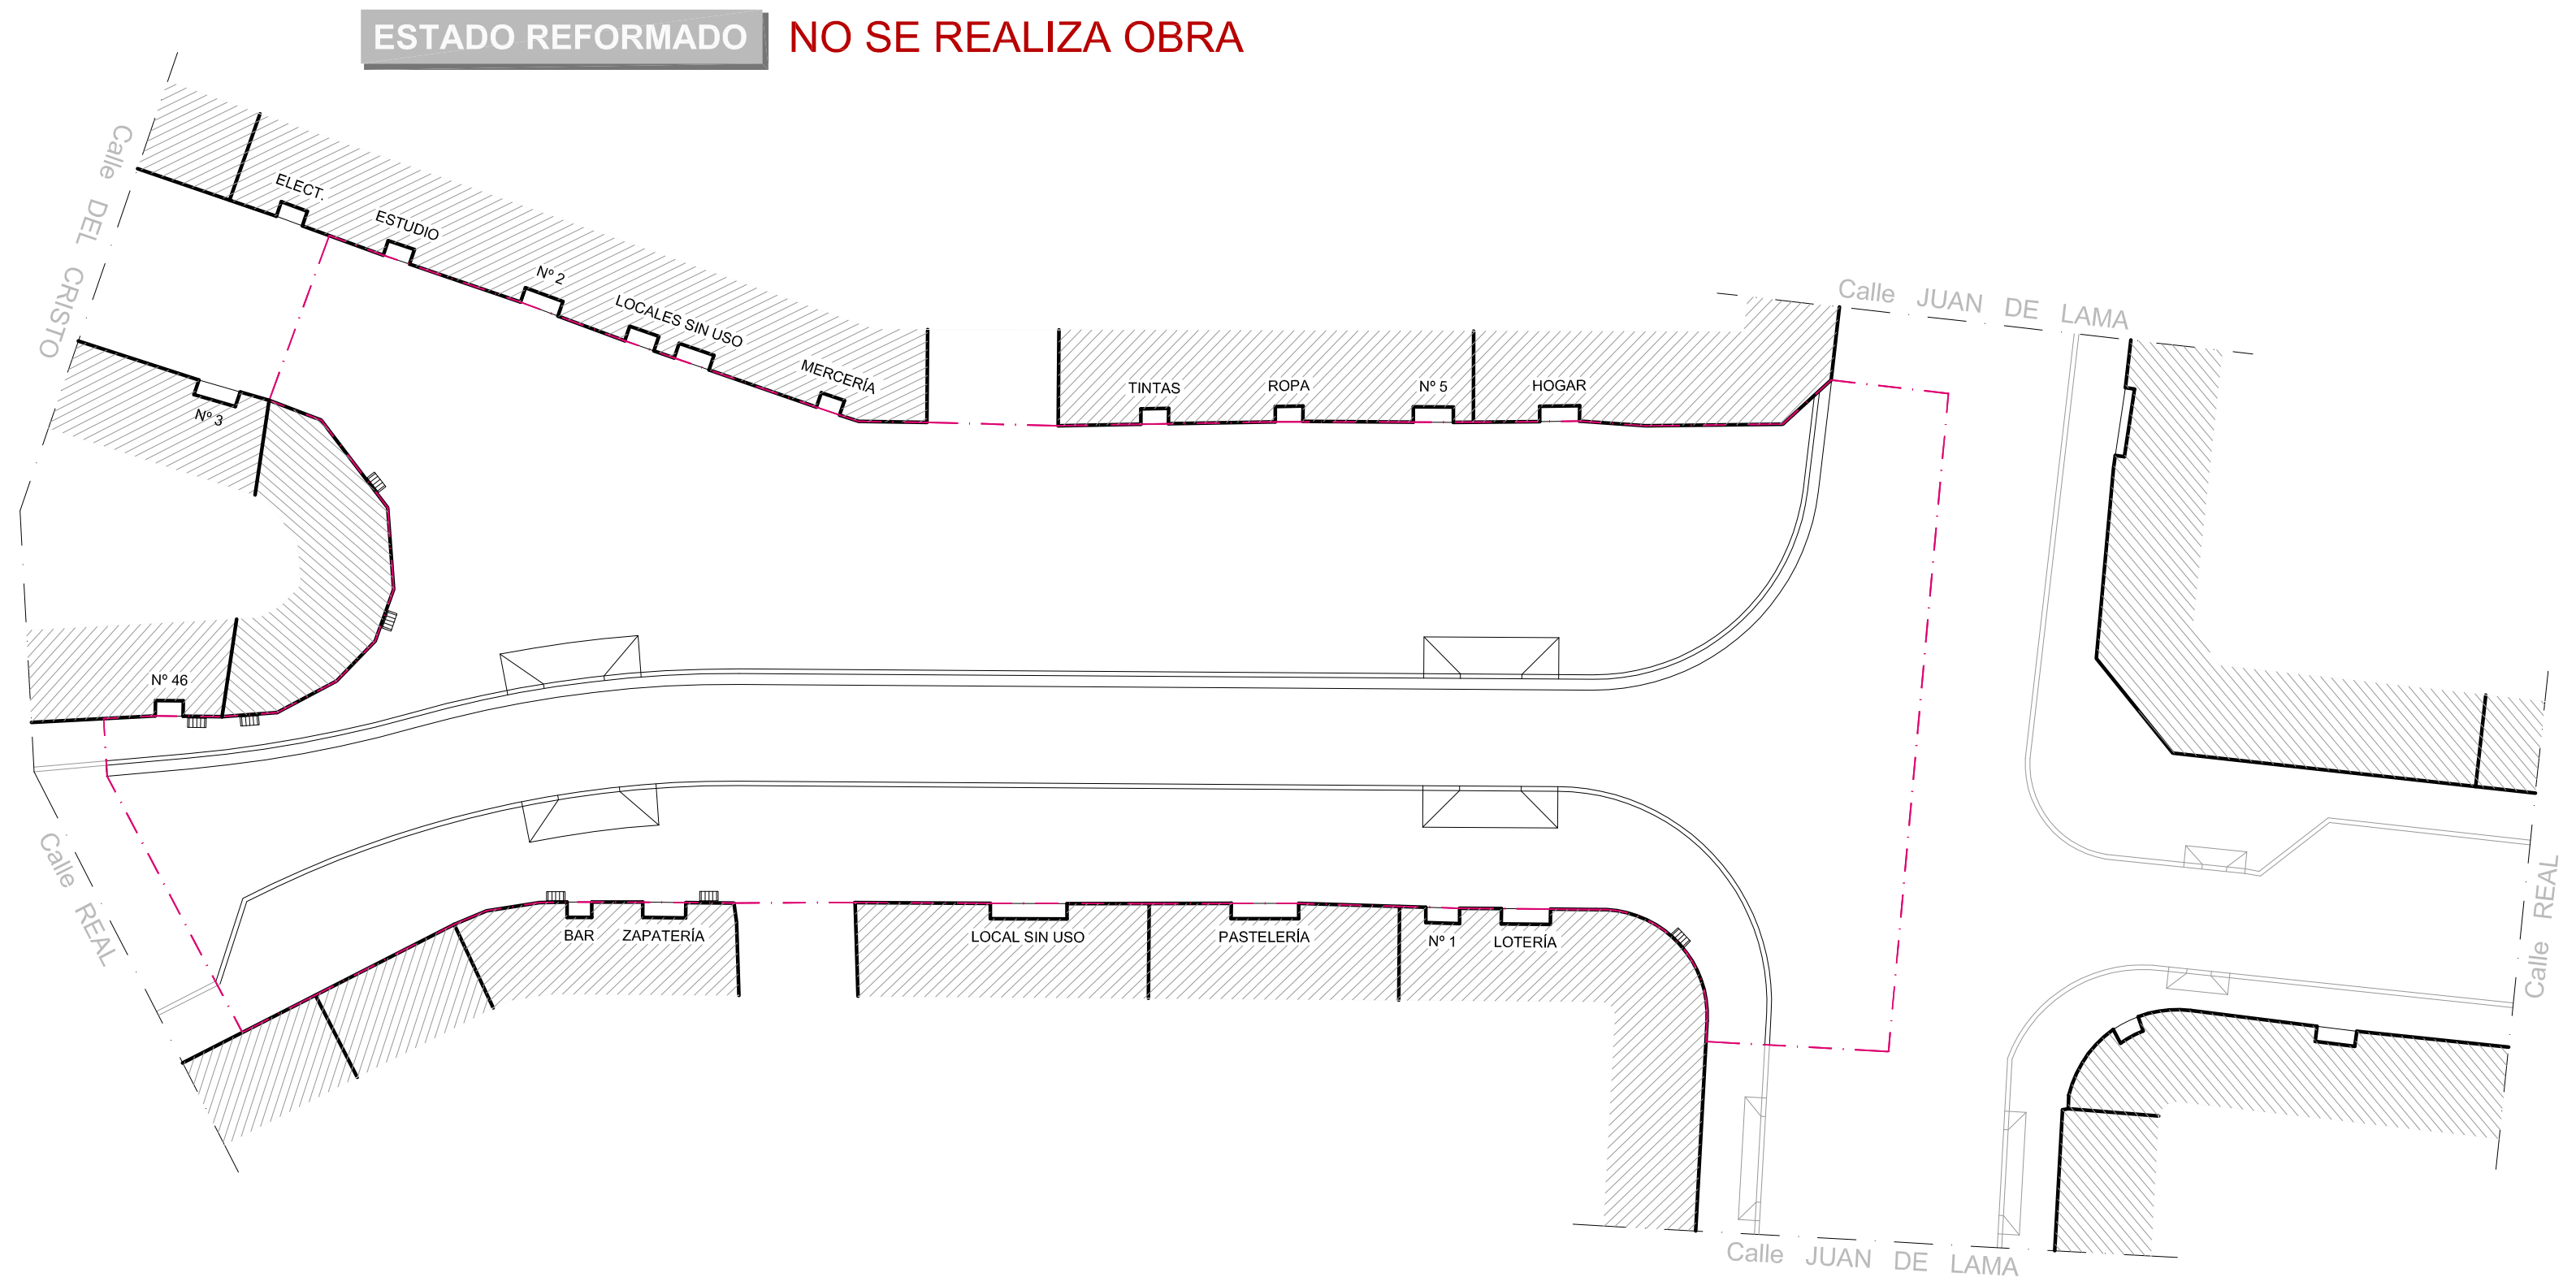 ESTADO REFORMADO NO SE REALIZA OBRA
Calle DEL CRISTO
ELECT.
ESTUDIO
Nº 2
LOCALES SIN USO
MERCERÍA
TINTAS
ROPA
Nº 5
HOGAR
Calle JUAN DE LAMA
Nº 3
Nº 46
Calle REAL
BAR
ZAPATERÍA
LOCAL SIN USO
PASTELERÍA
Nº 1
LOTERÍA
Calle REAL
Calle JUAN DE LAMA